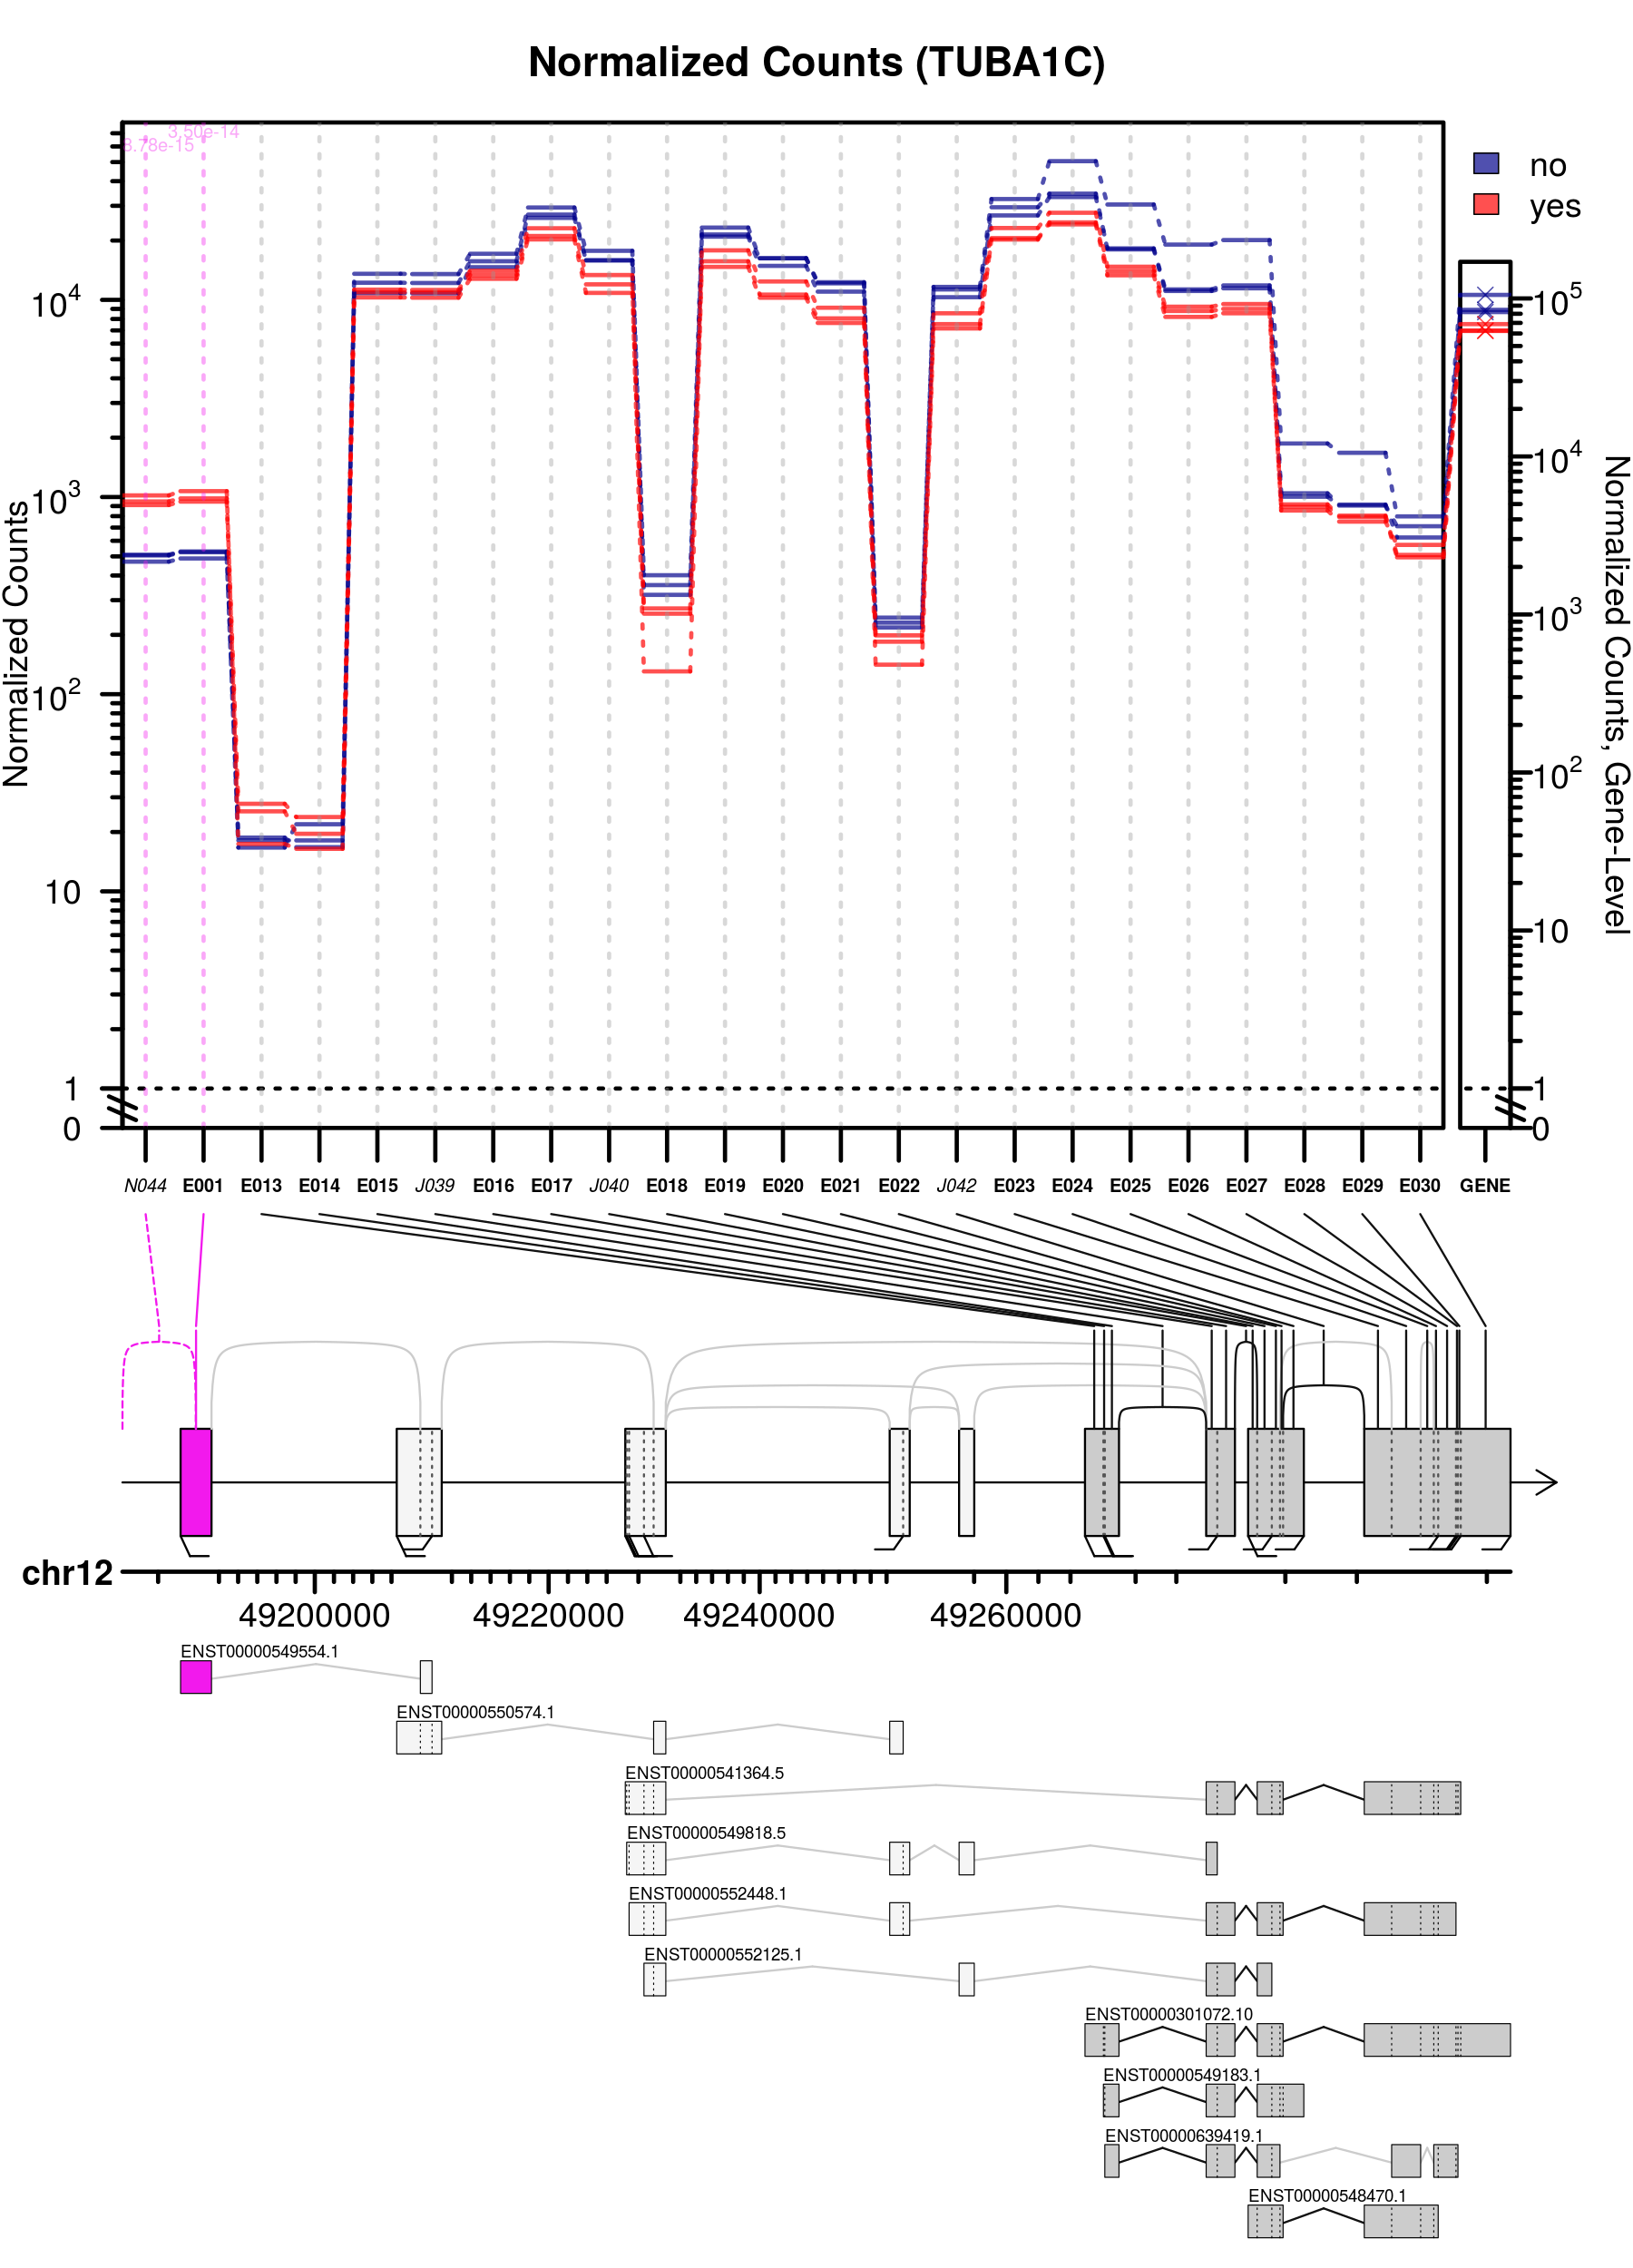 Normalized Counts (TUBA1C)
3.50e-14
8.78e-15
no
yes
Normalized Counts
10^4
10^3
10^2
10
1
0
10^5
10^4
10^3
10^2
10
1
0
Normalized Counts, Gene-Level
N044 E001 E013 E014 E015 J039 E016 E017 J040 E018 E019 E020 E021 E022 J042 E023 E024 E025 E026 E027 E028 E029 E030 GENE
chr12
49200000 49220000 49240000 49260000
ENST00000549554.1
ENST00000550574.1
ENST00000541364.5
ENST00000549818.5
ENST00000552448.1
ENST00000552125.1
ENST00000301072.10
ENST00000549183.1
ENST00000639419.1
ENST00000548470.1